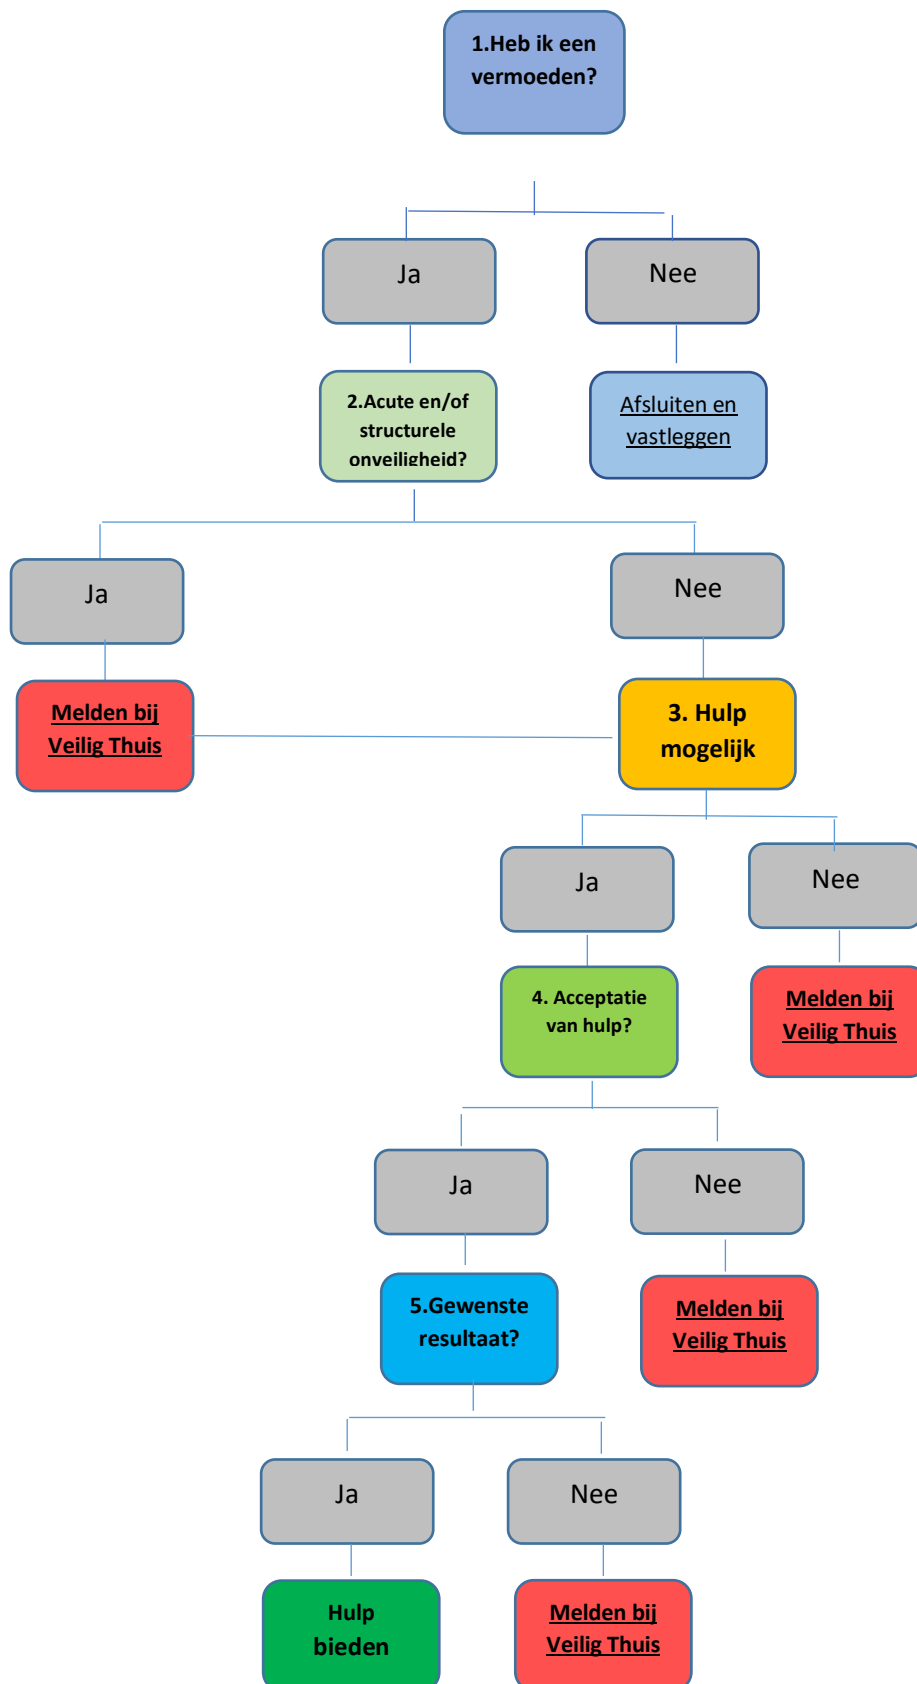 1.Heb ik een
vermoeden?
Ja
Nee
2.Acute en/of
structurele
onveiligheid?
Afsluiten en
vastleggen
Ja
Nee
Melden bij
Veilig Thuis
3. Hulp
mogelijk
Ja
Nee
4. Acceptatie
van hulp?
Melden bij
Veilig Thuis
Ja
Nee
5.Gewenste
resultaat?
Melden bij
Veilig Thuis
Ja
Nee
Hulp
bieden
Melden bij
Veilig Thuis